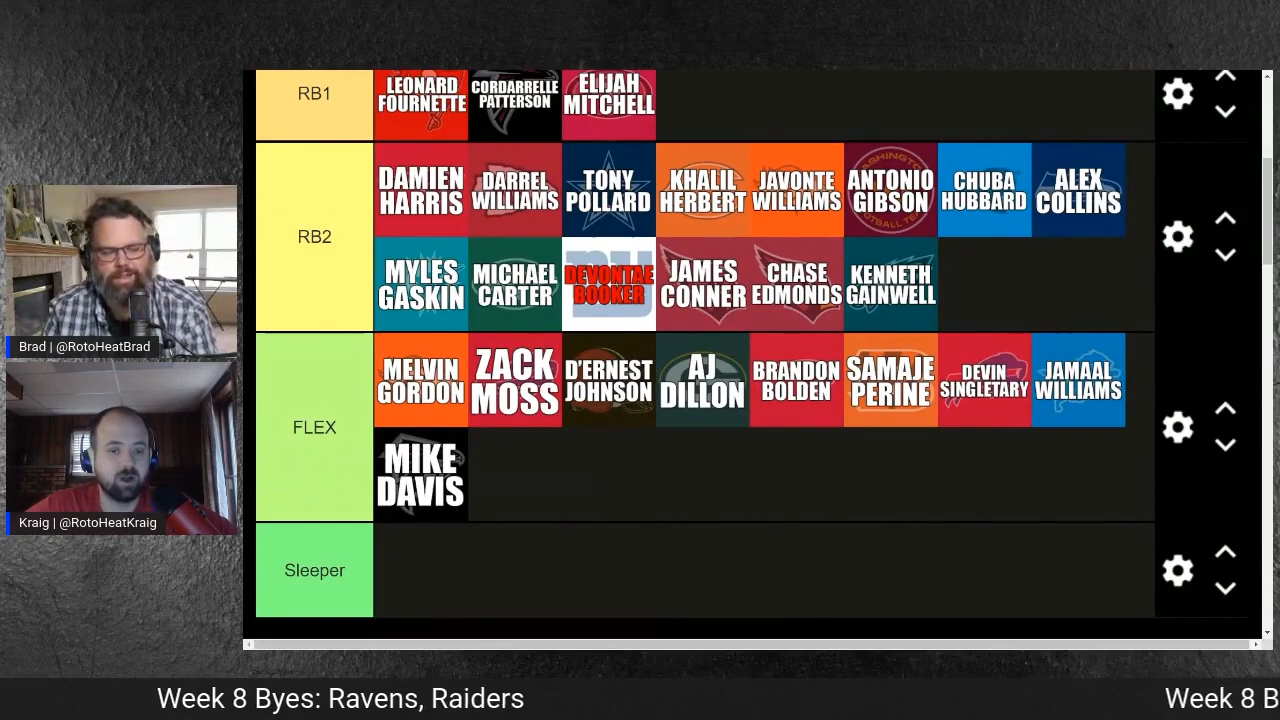 RB1
LEONARD
FOURNETTE
CORDARRELLE
PATTERSON
ELIJAH
MITCHELL
RB2
DAMIEN
HARRIS
DARREL
WILLIAMS
TONY
POLLARD
KHALIL
HERBERT
JAVONTE
WILLIAMS
ANTONIO
GIBSON
CHUBA
HUBBARD
ALEX
COLLINS
MYLES
GASKIN
MICHAEL
CARTER
DEVONTAE
BOOKER
JAMES
CONNER
CHASE
EDMONDS
KENNETH
GAINWELL
FLEX
MELVIN
GORDON
ZACK
MOSS
D'ERNEST
JOHNSON
AJ
DILLON
BRANDON
BOLDEN
SAMAJE
PERINE
DEVIN
SINGLETARY
JAMAAL
WILLIAMS
MIKE
DAVIS
Sleeper
Brad | @RotoHeatBrad
Kraig | @RotoHeatKraig
Week 8 Byes: Ravens, Raiders
Week 8 B